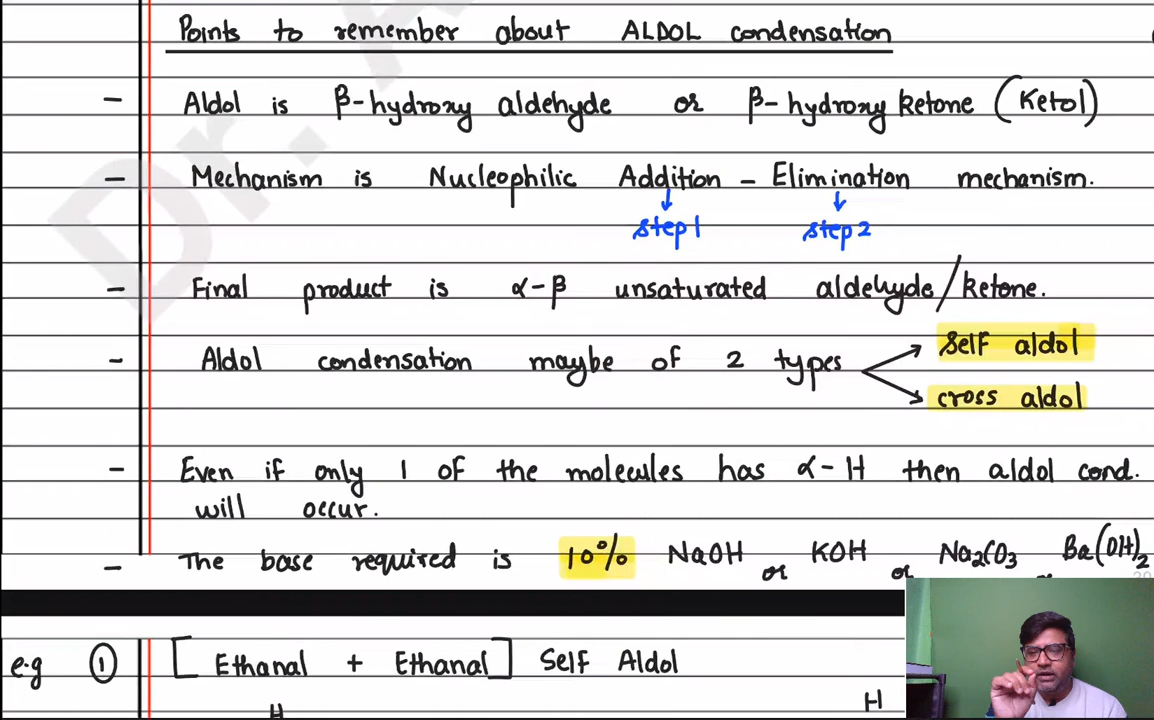 Points to remember about ALDOL condensation
- Aldol is β-hydroxy aldehyde or β-hydroxy ketone (Ketol)
- Mechanism is Nucleophilic Addition - Elimination mechanism.
step 1 step 2
- Final product is α-β unsaturated aldehyde/ketone.
- Aldol condensation maybe of 2 types
self aldol
cross aldol
- Even if only 1 of the molecules has α-H then aldol cond.
will occur.
- The base required is 10% NaOH or KOH or Na₂CO₃ Ba(OH)₂
e.g ① [Ethanal + Ethanal] Self Aldol
H H